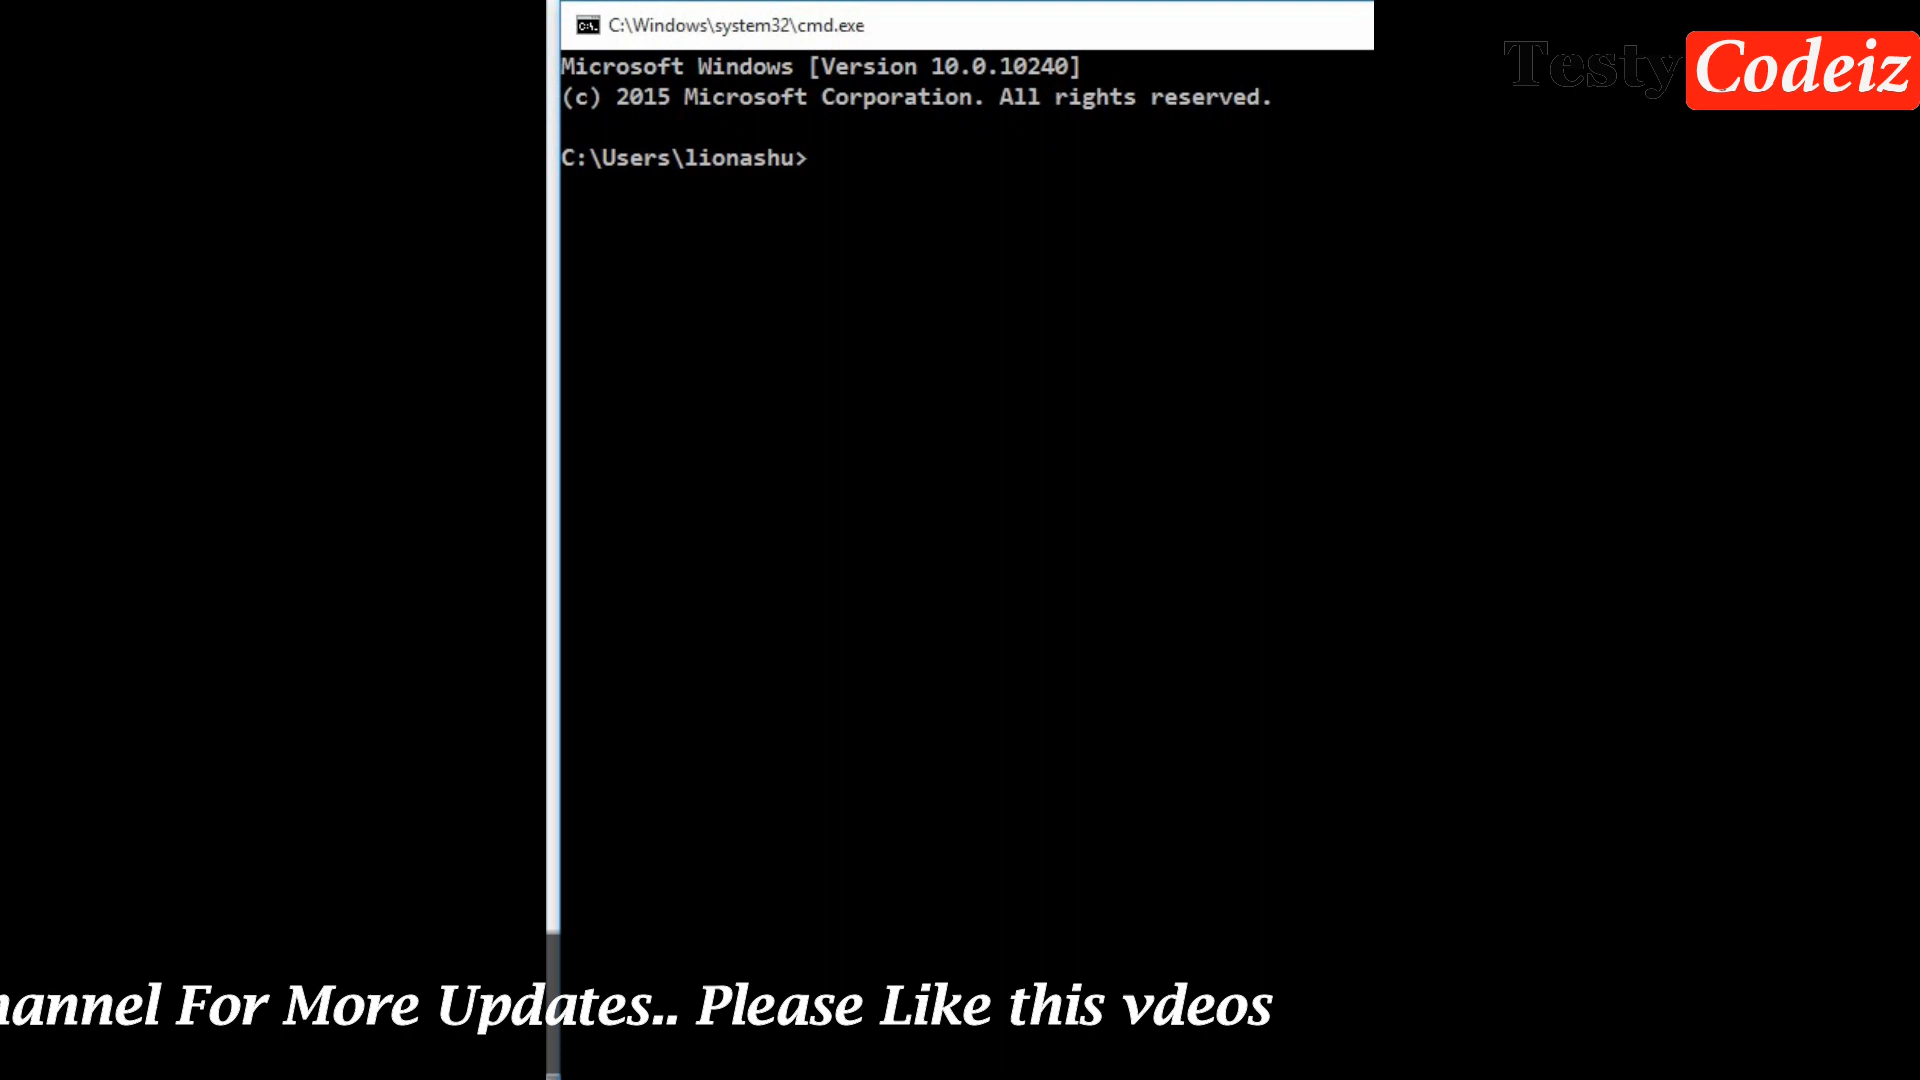 C:\Windows\system32\cmd.exe
Testy Codeiz
Microsoft Windows [Version 10.0.10240]
(c) 2015 Microsoft Corporation. All rights reserved.
C:\Users\lionashu>
hannel For More Updates.. Please Like this vdeos